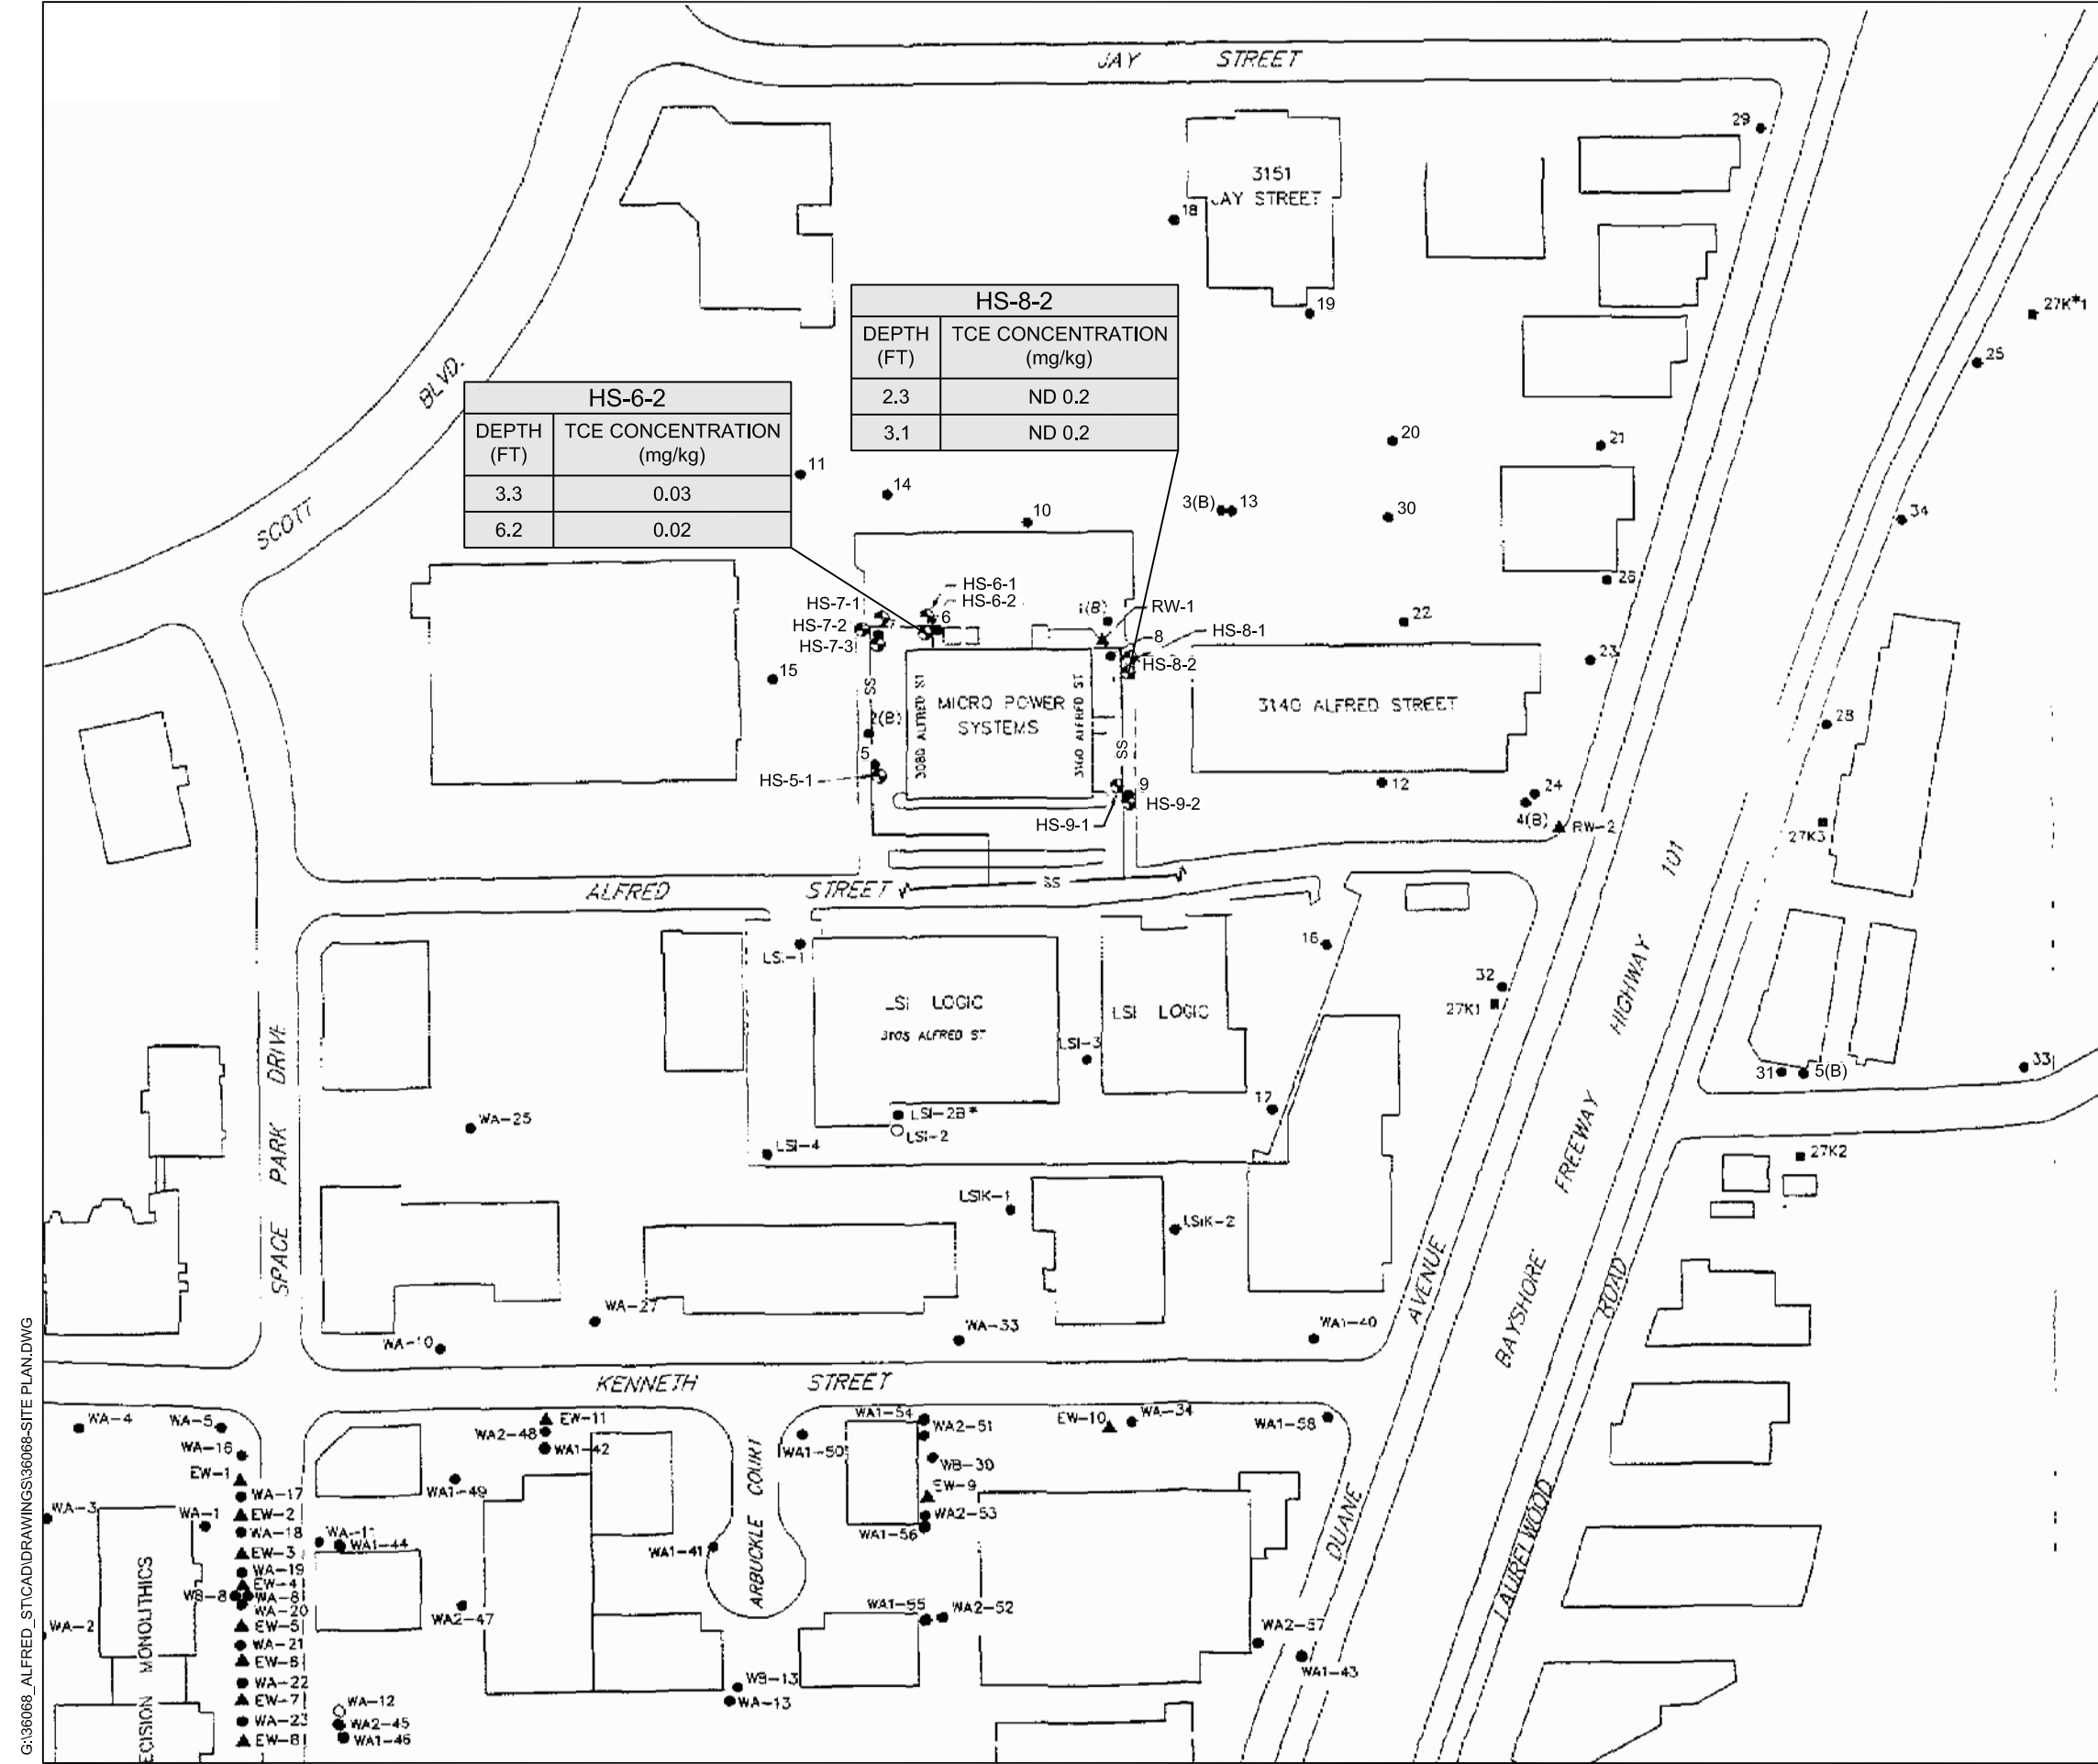 JAY STREET
29
3151
JAY STREET
18
19
27K*1
25
BLVD.
SCOTT
HS-8-2
DEPTH (FT) TCE CONCENTRATION (mg/kg)
2.3 ND 0.2
3.1 ND 0.2
HS-6-2
DEPTH (FT) TCE CONCENTRATION (mg/kg)
3.3 0.03
6.2 0.02
11
14
10
3(B) 13
20
21
30
34
26
HS-6-1
HS-6-2
HS-7-1
HS-7-2
HS-7-3
6
7
1(B)
RW-1
8
HS-8-1
HS-8-2
22
23
15
SS
2(B)
5
HS-5-1
3080 ALFRED ST
MICRO POWER
SYSTEMS
3160 ALFRED ST
SS
3140 ALFRED STREET
28
9
HS-9-2
HS-9-1
12
24
4(B)
RW-2
27K3
ALFRED STREET
SS
LSI-1
LSI LOGIC
3105 ALFRED ST
LSI LOGIC
LSI-3
16
32
27K1
101
HIGHWAY
FREEWAY
BAYSHORE
31
5(B)
33
17
LSI-2B*
LSI-2
LSI-4
WA-25
27K2
SPACE PARK DRIVE
LSIK-1
LSIK-2
AVENUE
DUANE
ROAD
LAURELWOOD
WA-27
WA-10
WA-33
WA1-40
KENNETH STREET
WA-4
WA-5
WA-16
EW-1
WA-17
WA-3
WA-1
EW-2
WA-18
WA-11
WA1-44
EW-3
WA-19
EW-4
WB-8
WA-8
WA-20
EW-5
WA-2
WA-21
EW-6
WA-22
EW-7
WA-23
EW-8
WA-12
WA2-45
WA1-46
EW-11
WA2-48
WA1-42
WA1-49
WA2-47
WA1-41
ARBUCKLE COURT
WA1-50
WA1-54
WA2-51
WB-30
EW-9
WA2-53
WA1-56
WA1-55
WA2-52
WB-13
WA-13
EW-10
WA-34
WA1-58
WA2-57
WA1-43
ECISION MONOLITHICS
G:\36068_ALFRED_ST\CAD\DRAWINGS\36068-SITE PLAN.DWG